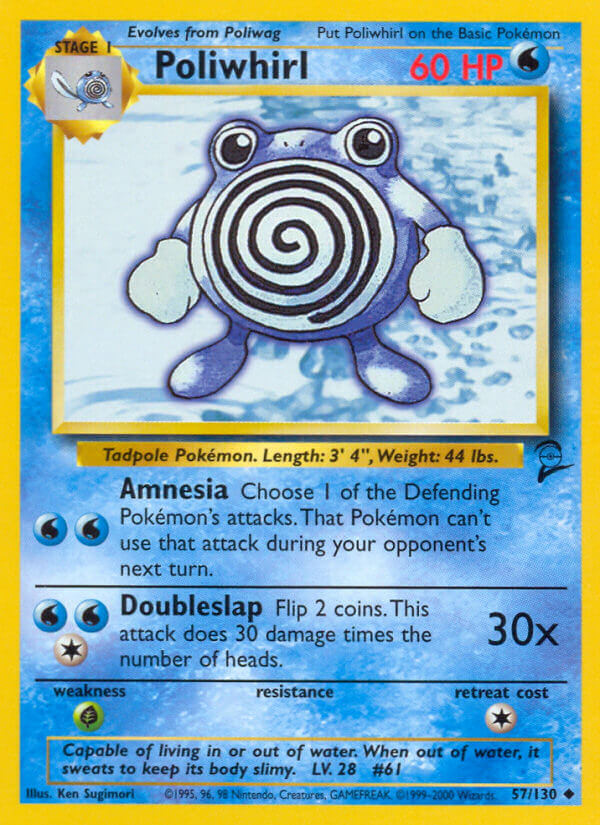 Evolves from Poliwag Put Poliwhirl on the Basic Pokémon
STAGE 1
Poliwhirl 60 HP
Tadpole Pokémon. Length: 3' 4", Weight: 44 lbs.
Amnesia Choose 1 of the Defending
Pokémon's attacks. That Pokémon can't
use that attack during your opponent's
next turn.
Doubleslap Flip 2 coins. This
attack does 30 damage times the
number of heads.
30x
weakness resistance retreat cost
Capable of living in or out of water. When out of water, it
sweats to keep its body slimy. LV. 28 #61
Illus. Ken Sugimori ©1995, 96, 98 Nintendo, Creatures, GAMEFREAK. ©1999-2000 Wizards. 57/130